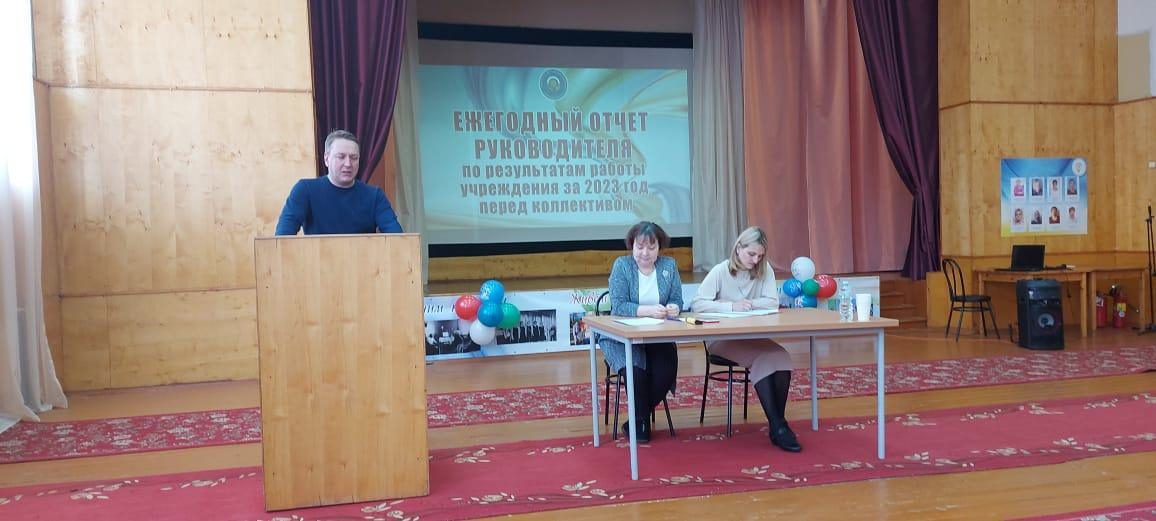 ЕЖЕГОДНЫЙ ОТЧЕТ
РУКОВОДИТЕЛЯ
по результатам работы
учреждения за 2023 год
перед коллективом